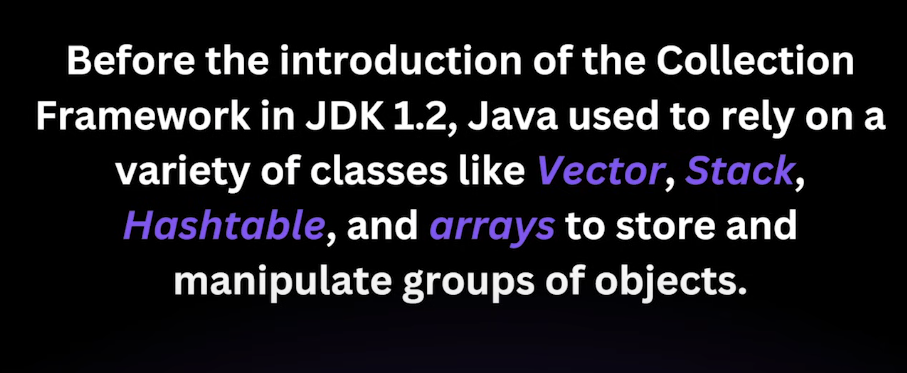 Before the introduction of the Collection
Framework in JDK 1.2, Java used to rely on a
variety of classes like Vector, Stack,
Hashtable, and arrays to store and
manipulate groups of objects.